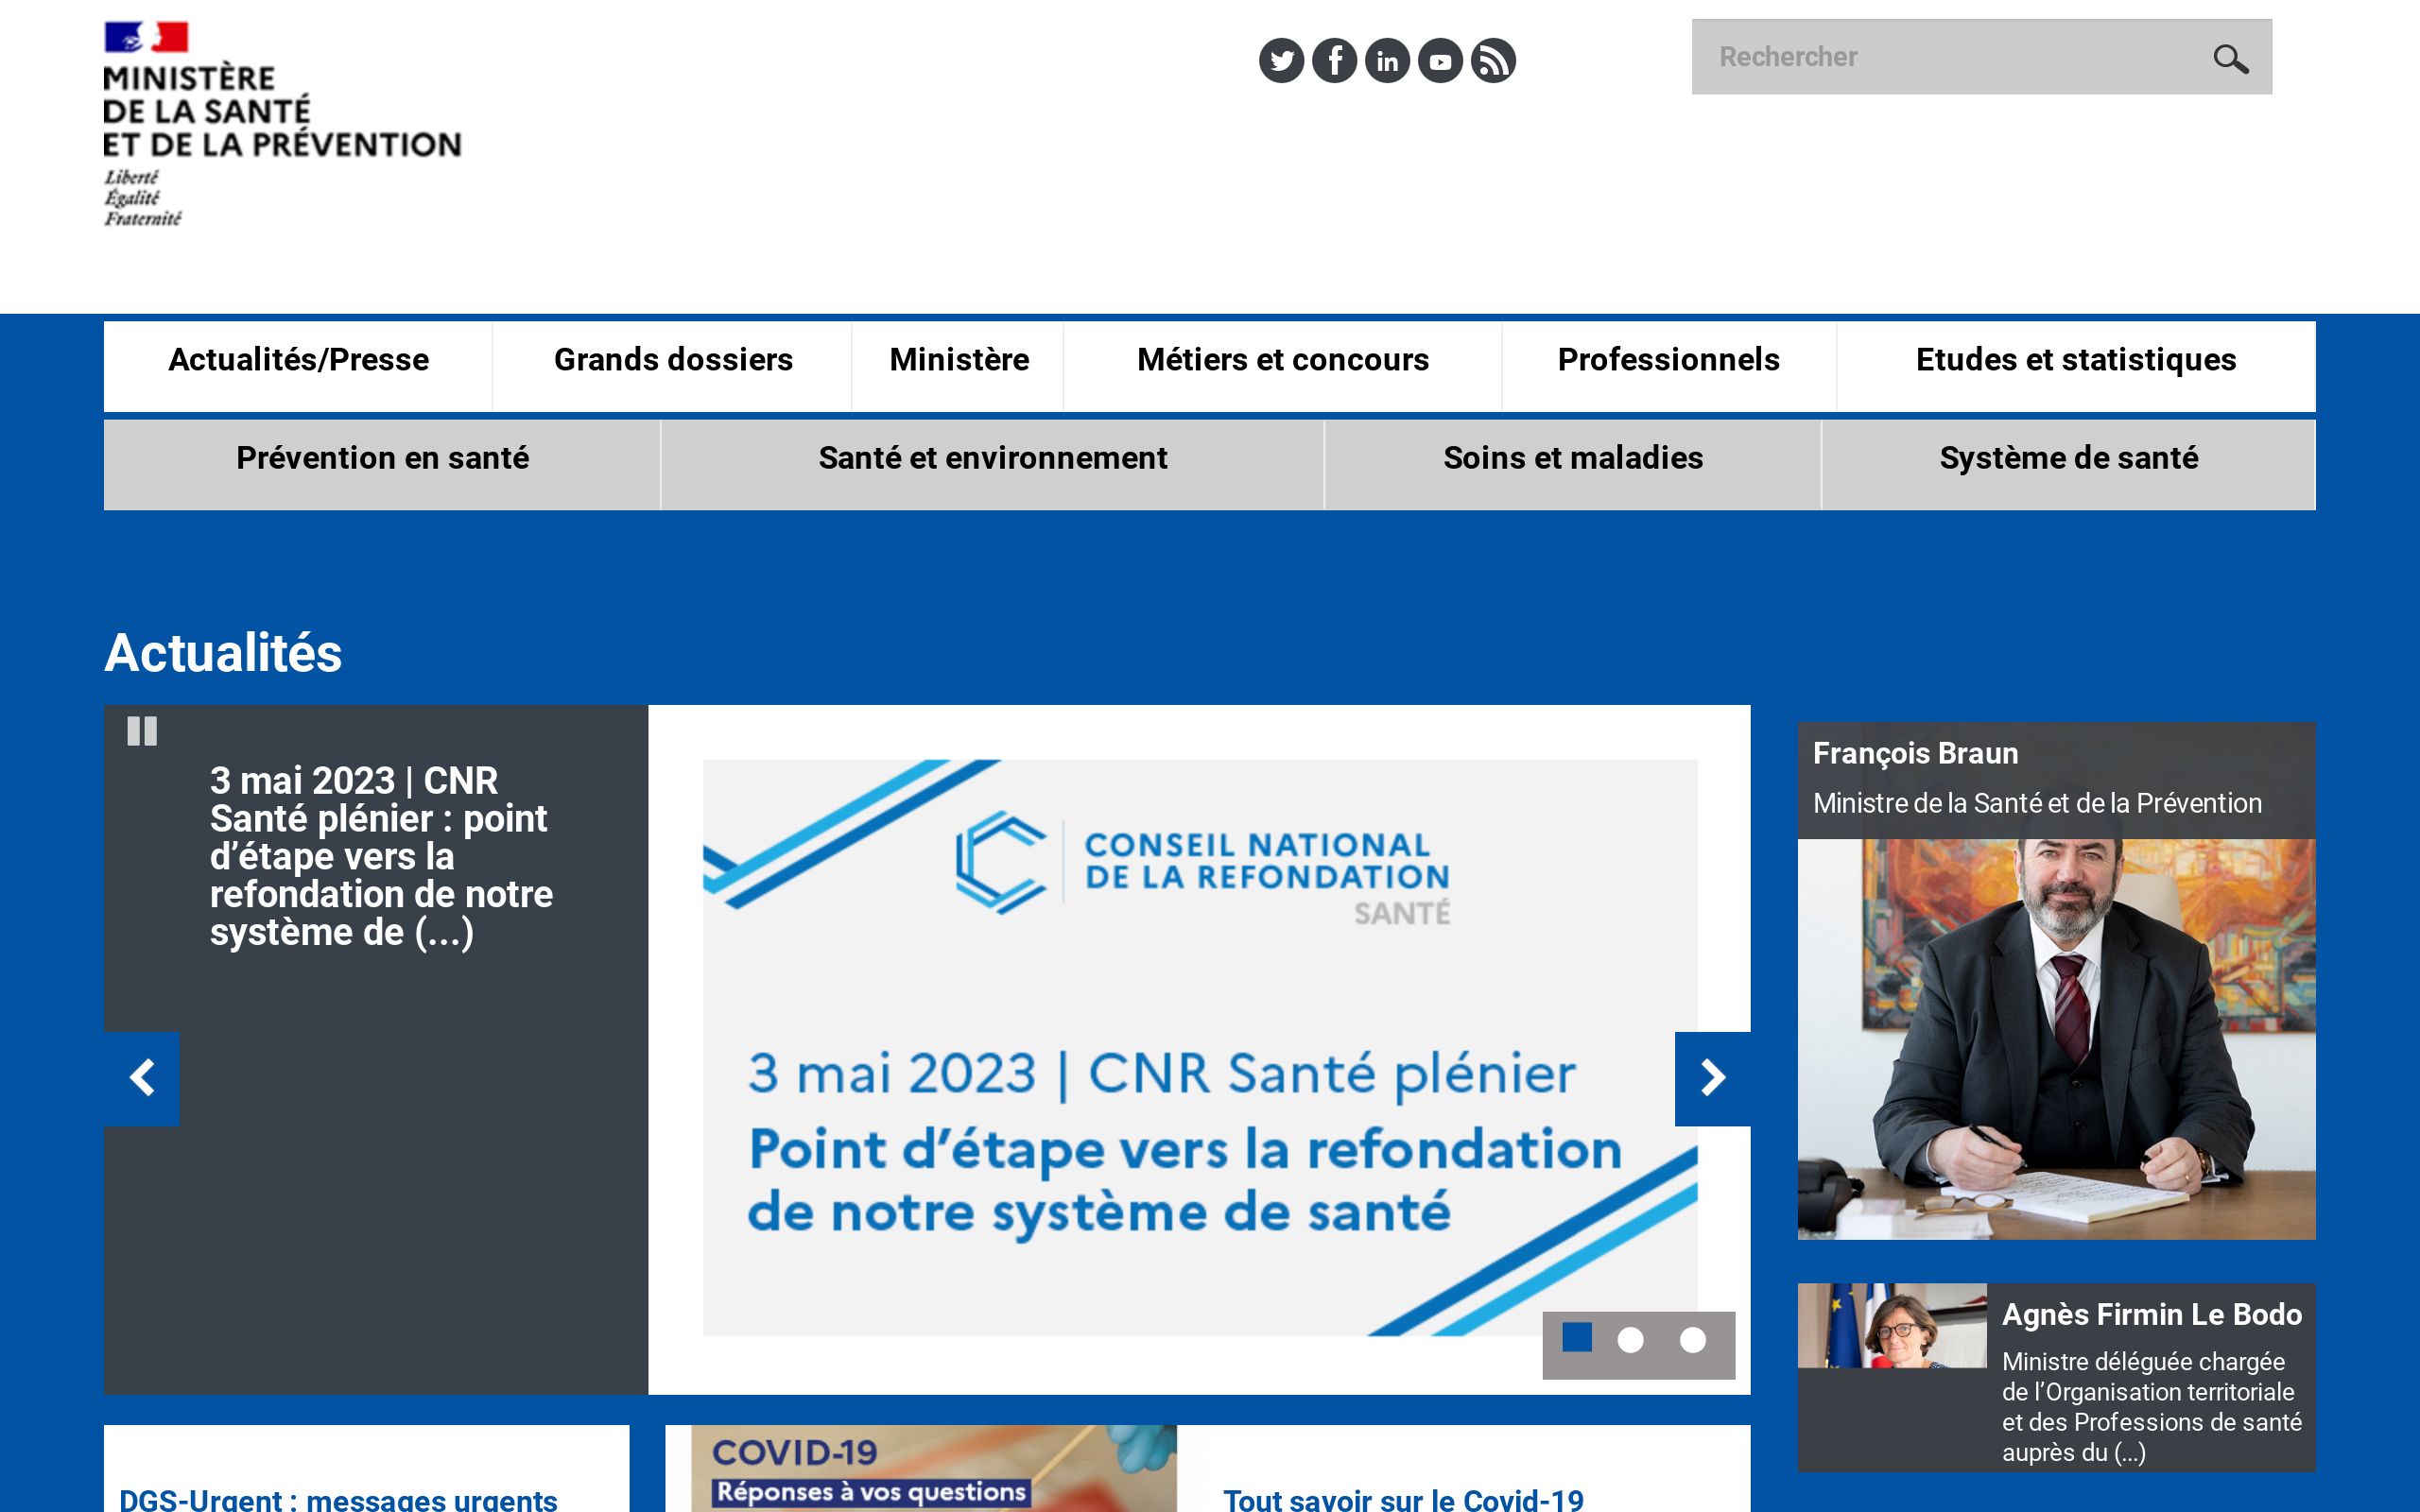 MINISTÈRE
DE LA SANTÉ
ET DE LA PRÉVENTION
Liberté
Égalité
Fraternité
Rechercher
Actualités/Presse
Grands dossiers
Ministère
Métiers et concours
Professionnels
Etudes et statistiques
Prévention en santé
Santé et environnement
Soins et maladies
Système de santé
Actualités
3 mai 2023 | CNR
Santé plénier : point
d’étape vers la
refondation de notre
système de (...)
CONSEIL NATIONAL
DE LA REFONDATION
SANTÉ
3 mai 2023 | CNR Santé plénier
Point d’étape vers la refondation
de notre système de santé
François Braun
Ministre de la Santé et de la Prévention
Agnès Firmin Le Bodo
Ministre déléguée chargée
de l’Organisation territoriale
et des Professions de santé
auprès du (...)
DGS-Urgent : messages urgents
COVID-19
Réponses à vos questions
Tout savoir sur le Covid-19